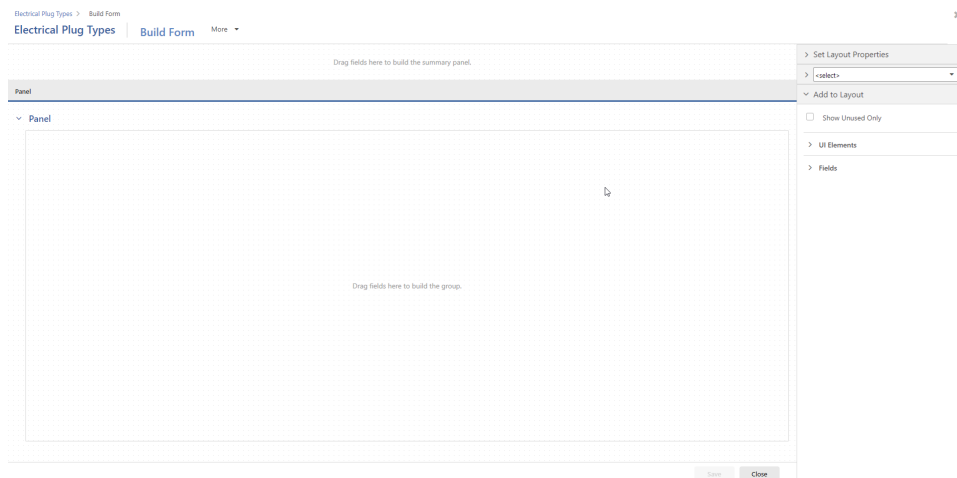 Electrical Plug Types > Build Form
Electrical Plug Types Build Form More
Drag fields here to build the summary panel.
Set Layout Properties
<select>
Panel
Add to Layout
Panel
Show Unused Only
UI Elements
Fields
Drag fields here to build the group.
Save Close